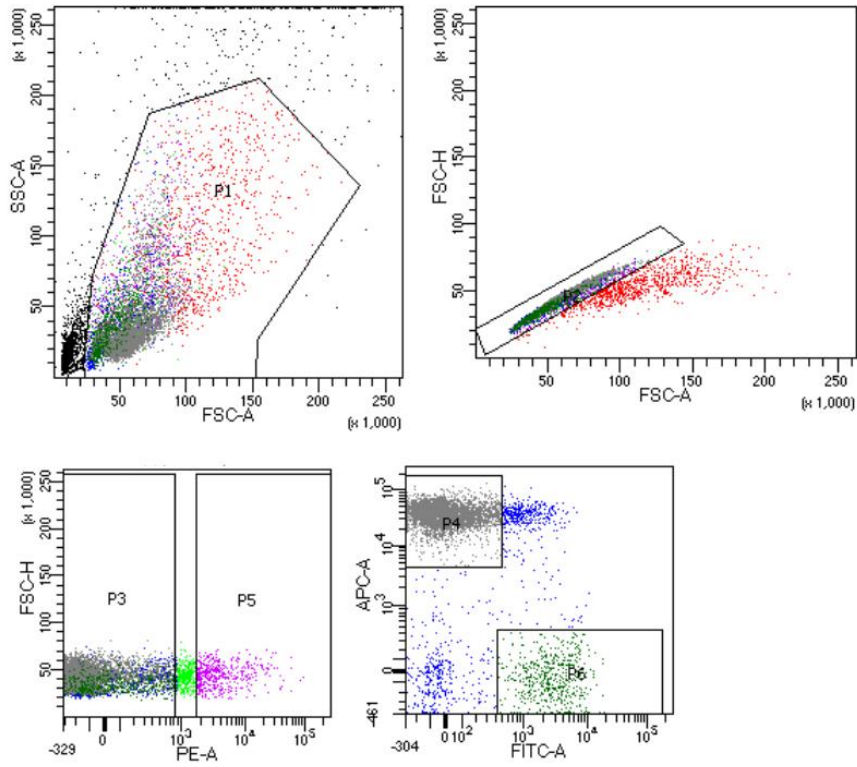 (x 1,000)
250
200
150
100
50
SSC-A
P1
50 100 150 200 250
FSC-A
(x 1,000)
(x 1,000)
250
200
150
100
50
FSC-H
P2
50 100 150 200 250
FSC-A
(x 1,000)
(x 1,000)
250
200
150
100
50
FSC-H
P3 P5
-329 0 10³ 10⁴ 10⁵
PE-A
10⁵
10⁴
10³
0
-461
APC-A
P4
P6
-304 0 10² 10³ 10⁴ 10⁵
FITC-A